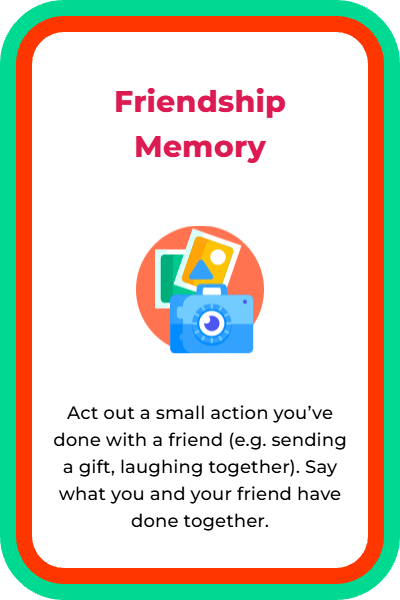 Friendship
Memory
Act out a small action you’ve
done with a friend (e.g. sending
a gift, laughing together). Say
what you and your friend have
done together.